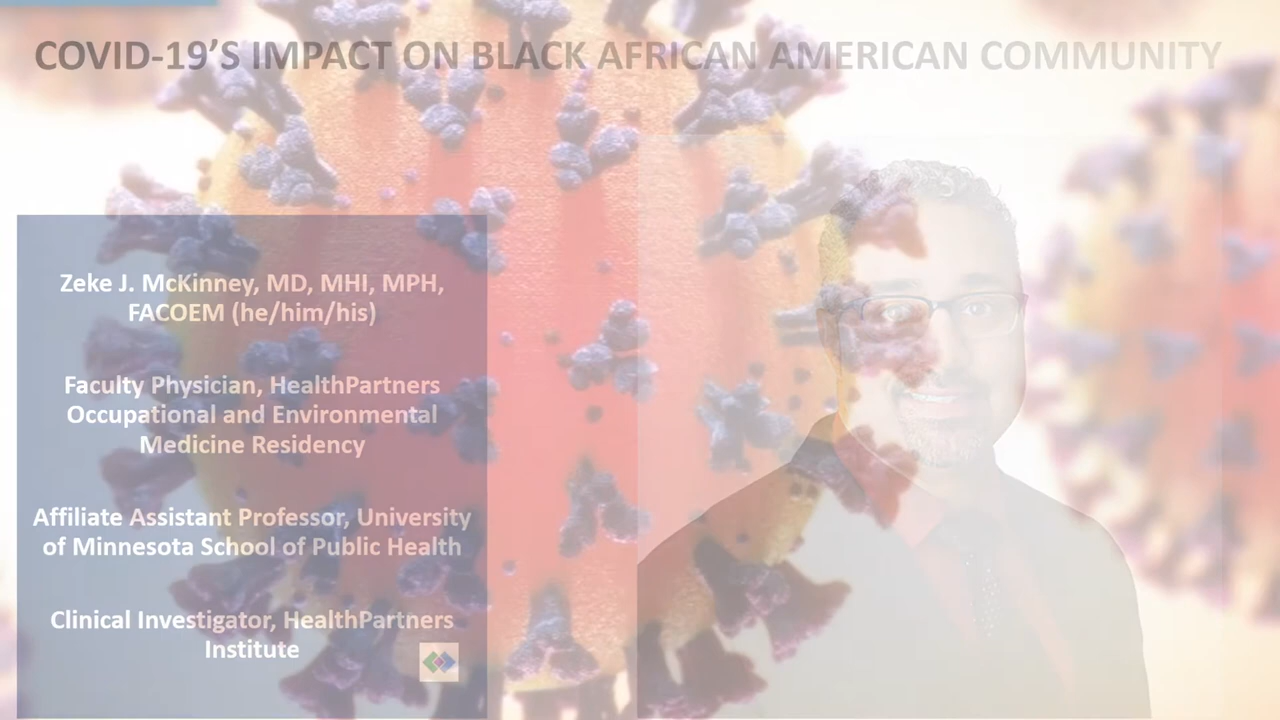 COVID-19’S IMPACT ON BLACK AFRICAN AMERICAN COMMUNITY
Zeke J. McKinney, MD, MHI, MPH,
FACOEM (he/him/his)
Faculty Physician, HealthPartners
Occupational and Environmental
Medicine Residency
Affiliate Assistant Professor, University
of Minnesota School of Public Health
Clinical Investigator, HealthPartners
Institute